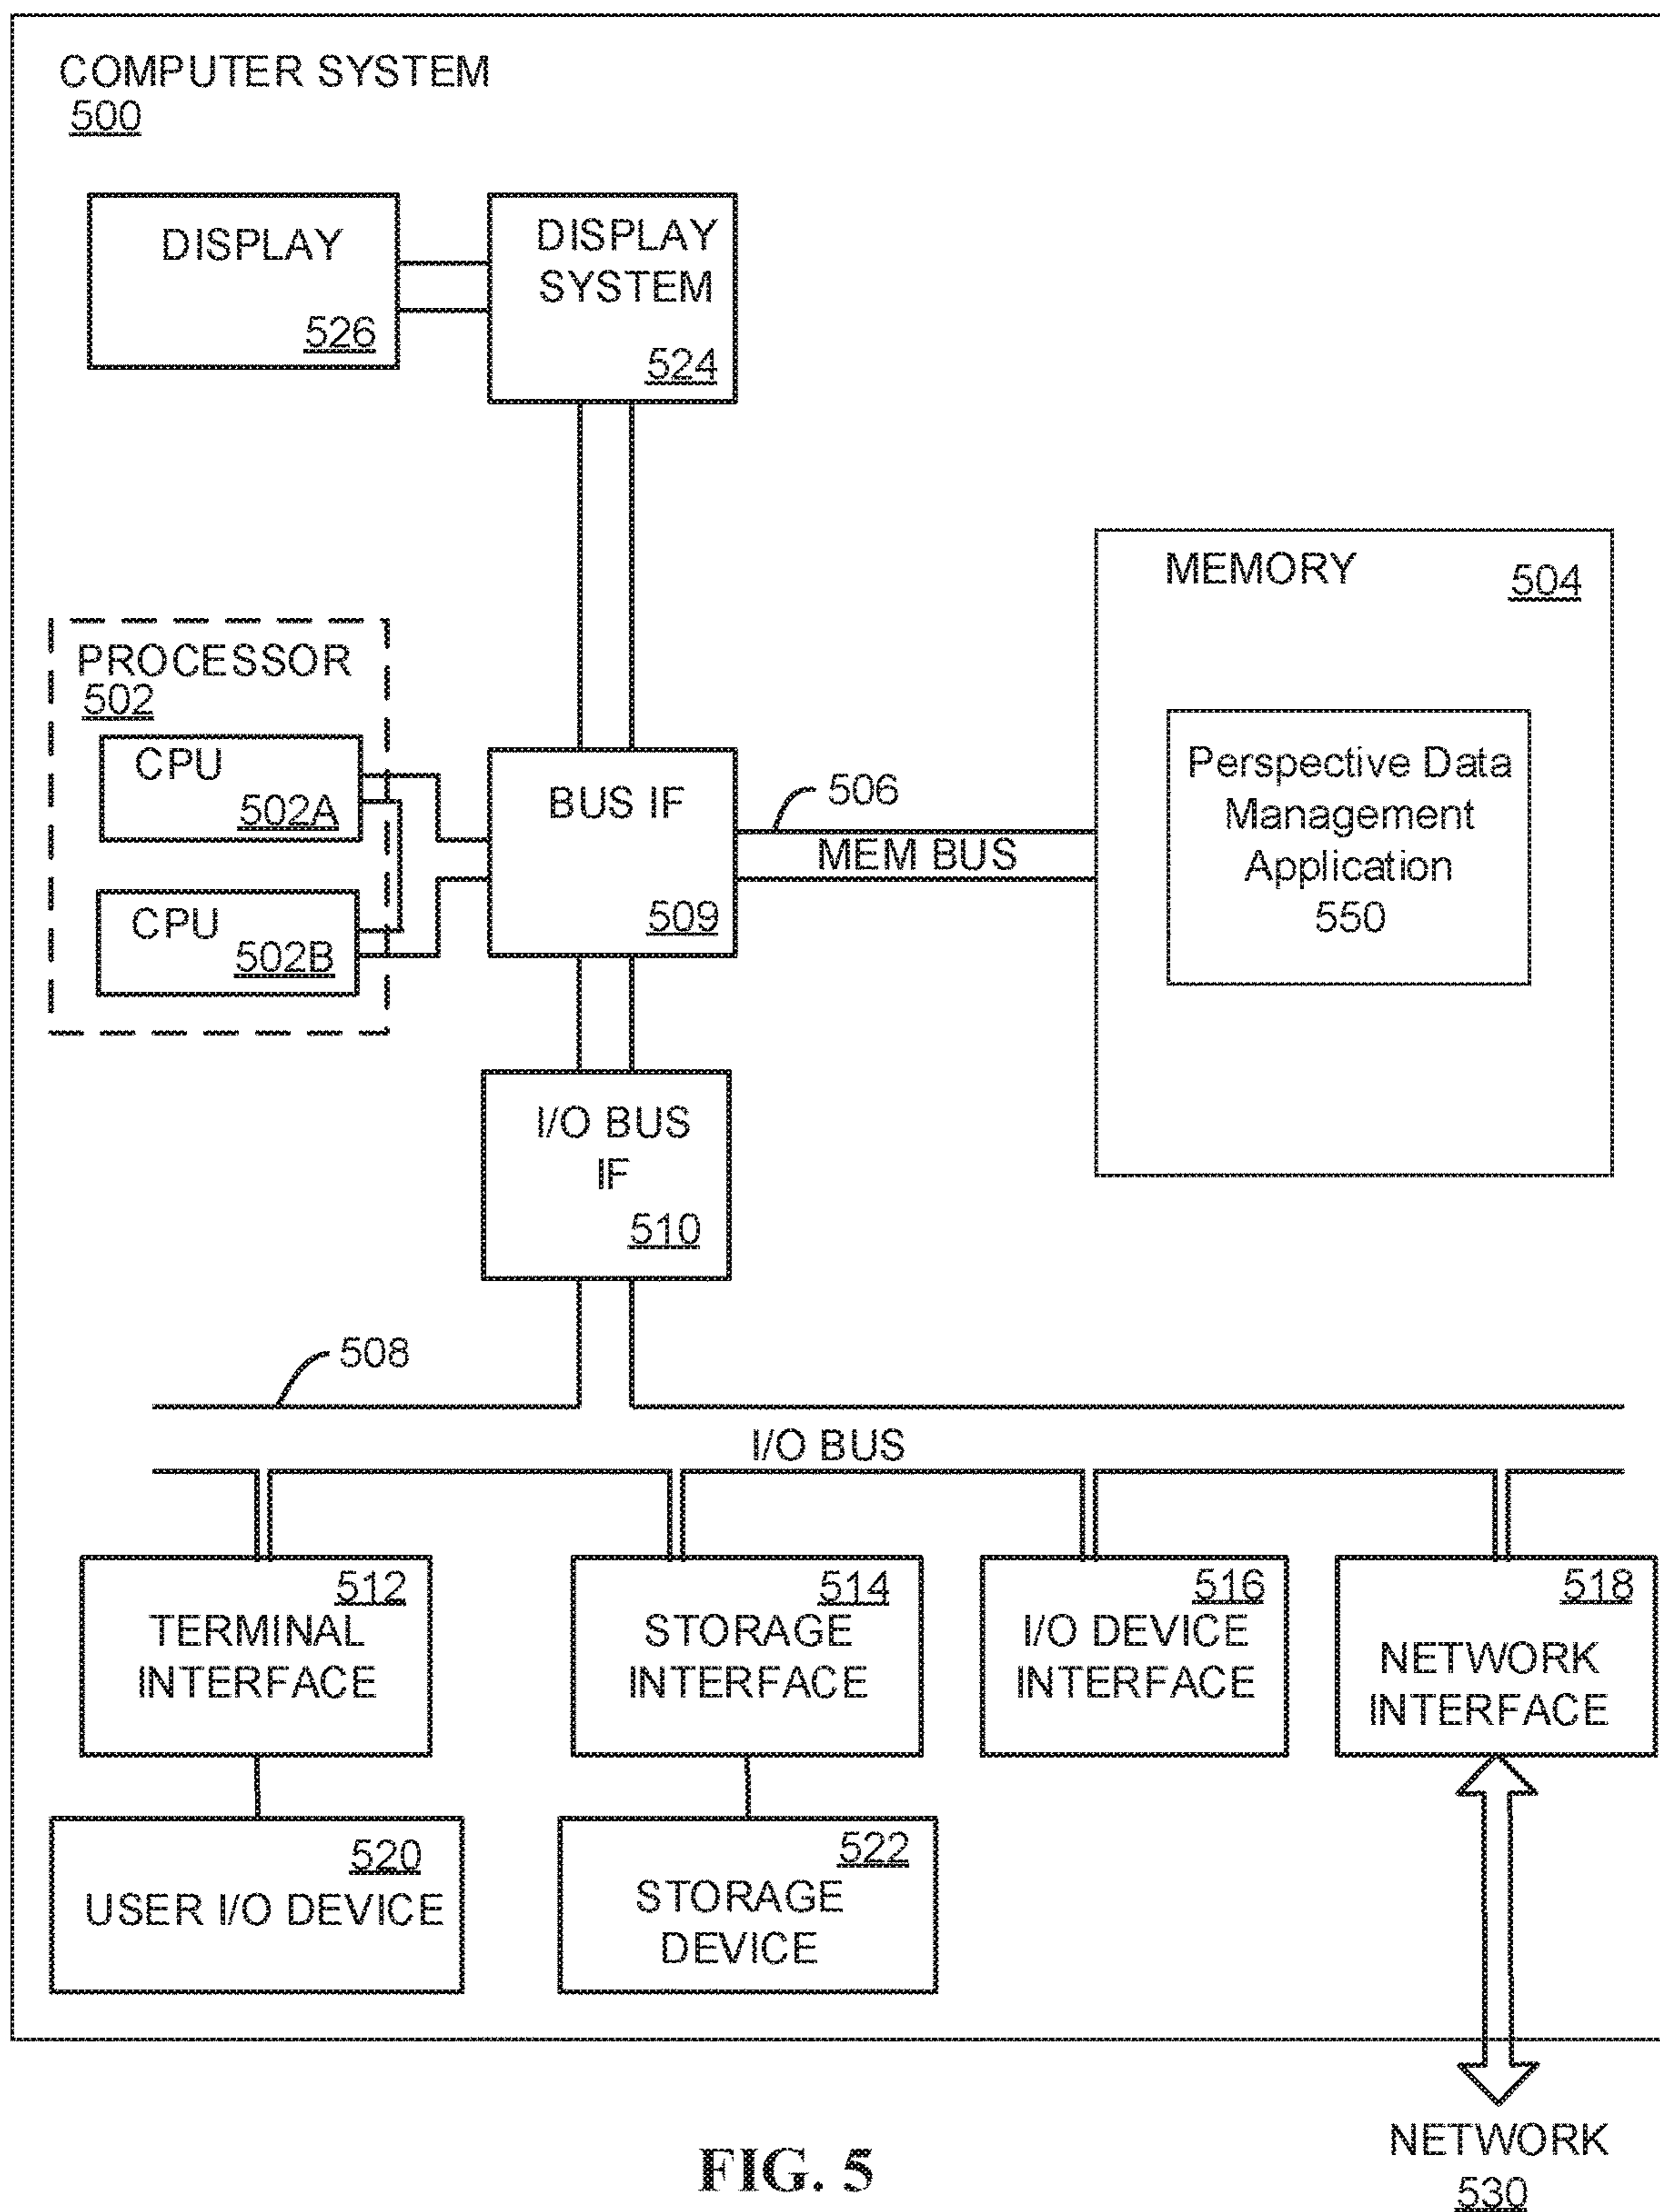 COMPUTER SYSTEM
500
DISPLAY
526
DISPLAY
SYSTEM
524
MEMORY
504
PROCESSOR
502
CPU
502A
CPU
502B
BUS IF
509
506
MEM BUS
Perspective Data
Management
Application
550
I/O BUS
IF
510
508
I/O BUS
512
TERMINAL
INTERFACE
514
STORAGE
INTERFACE
516
I/O DEVICE
INTERFACE
518
NETWORK
INTERFACE
520
USER I/O DEVICE
522
STORAGE
DEVICE
NETWORK
530
FIG. 5